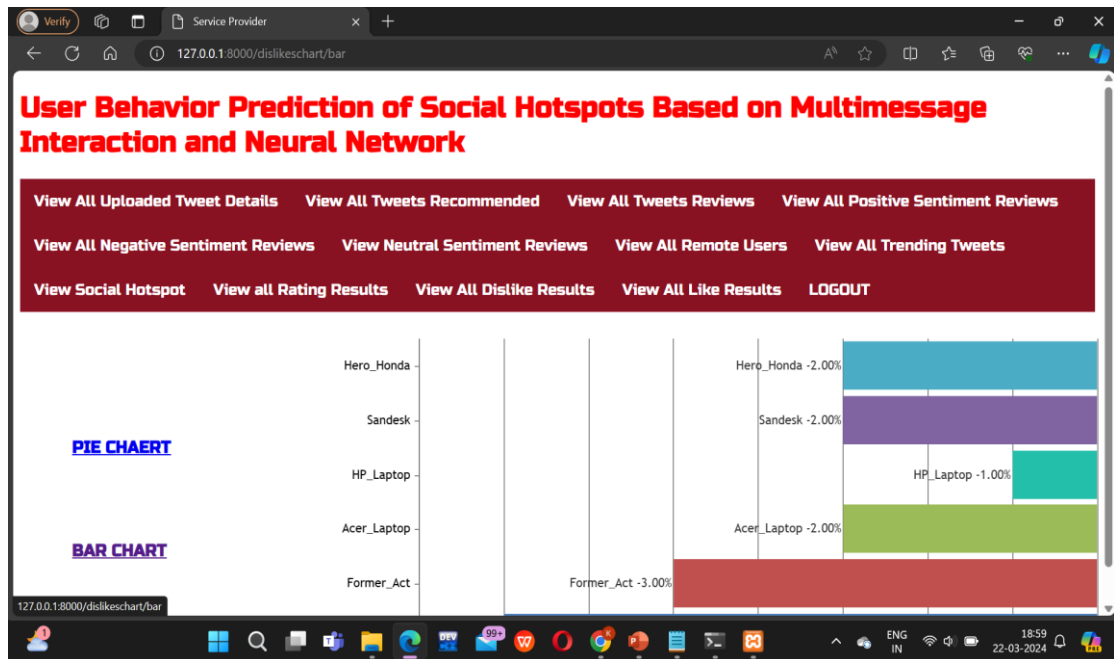 Verify
Service Provider
127.0.0.1:8000/dislikeschart/bar
User Behavior Prediction of Social Hotspots Based on Multimessage
Interaction and Neural Network
View All Uploaded Tweet Details View All Tweets Recommended View All Tweets Reviews View All Positive Sentiment Reviews
View All Negative Sentiment Reviews View Neutral Sentiment Reviews View All Remote Users View All Trending Tweets
View Social Hotspot View all Rating Results View All Dislike Results View All Like Results LOGOUT
Hero_Honda Hero_Honda -2.00%
Sandesk Sandesk -2.00%
PIE CHAERT
HP_Laptop HP_Laptop -1.00%
Acer_Laptop Acer_Laptop -2.00%
BAR CHART
Former_Act Former_Act -3.00%
127.0.0.1:8000/dislikeschart/bar
99+
ENG 18:59
IN 22-03-2024